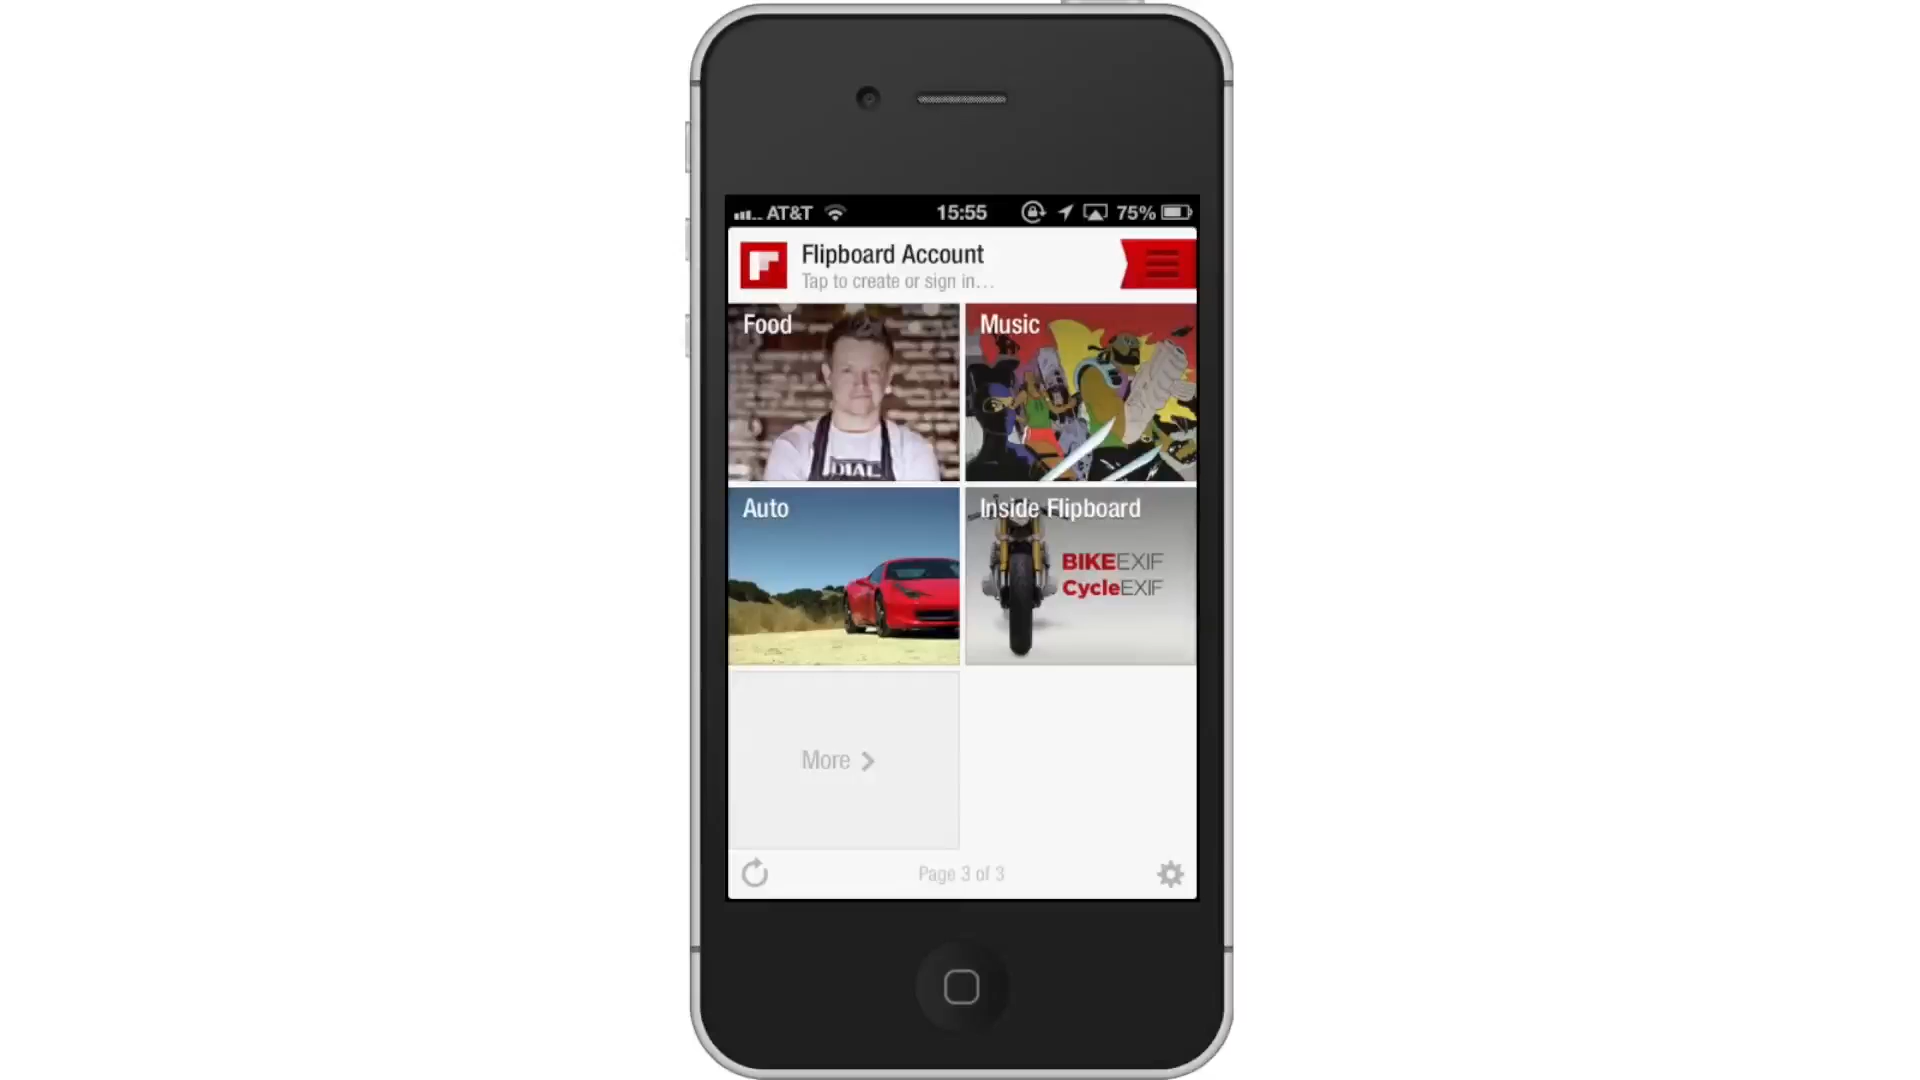 AT&T 15:55 75%
Flipboard Account
Tap to create or sign in...
Food
Music
DIAL
Auto
Inside Flipboard
BIKEEXIF
CycleEXIF
More
Page 3 of 3